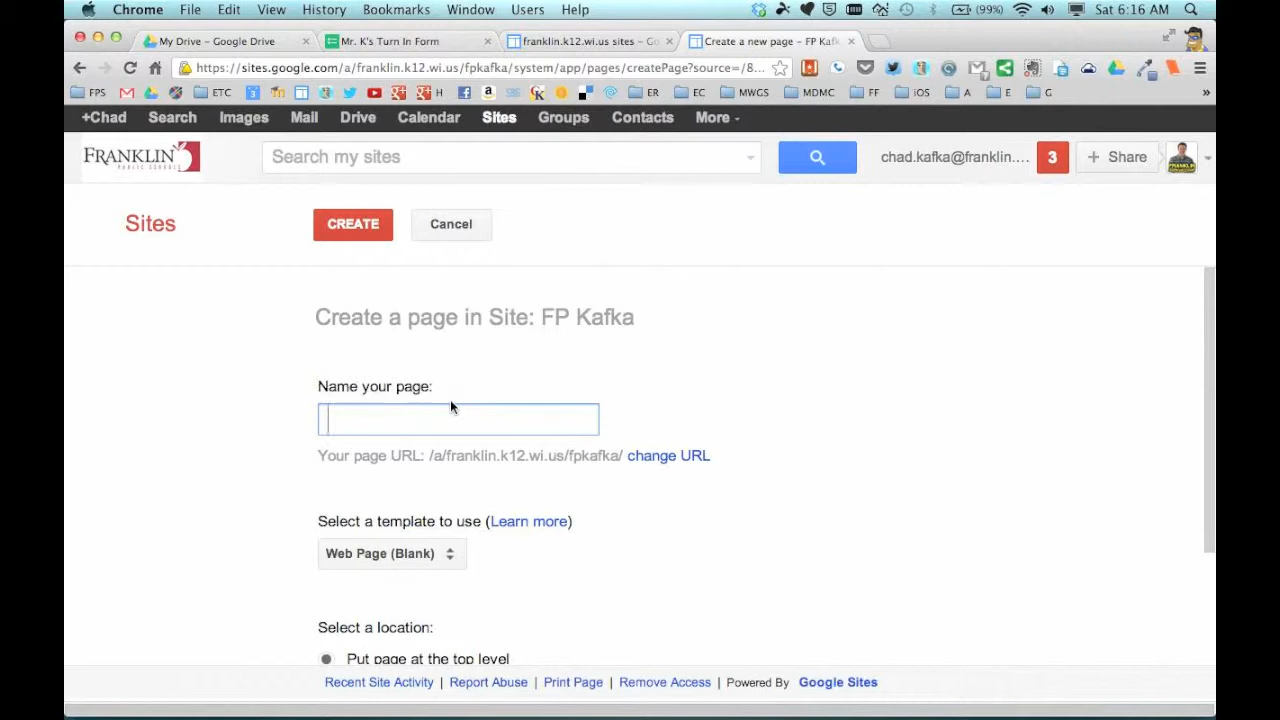 Chrome File Edit View History Bookmarks Window Users Help (99%) Sat 6:16 AM
My Drive – Google Drive Mr. K's Turn In Form franklin.k12.wi.us sites – Go Create a new page – FP Kafk
https://sites.google.com/a/franklin.k12.wi.us/fpkafka/system/app/pages/createPage?source=/8...
FPS ETC H ER EC MWGS MDMC FF iOS A E G
+Chad Search Images Mail Drive Calendar Sites Groups Contacts More
FRANKLIN PUBLIC SCHOOLS Search my sites chad.kafka@franklin.... 3 + Share
Sites CREATE Cancel
Create a page in Site: FP Kafka
Name your page:
Your page URL: /a/franklin.k12.wi.us/fpkafka/ change URL
Select a template to use (Learn more)
Web Page (Blank)
Select a location:
Put page at the top level
Recent Site Activity | Report Abuse | Print Page | Remove Access | Powered By Google Sites